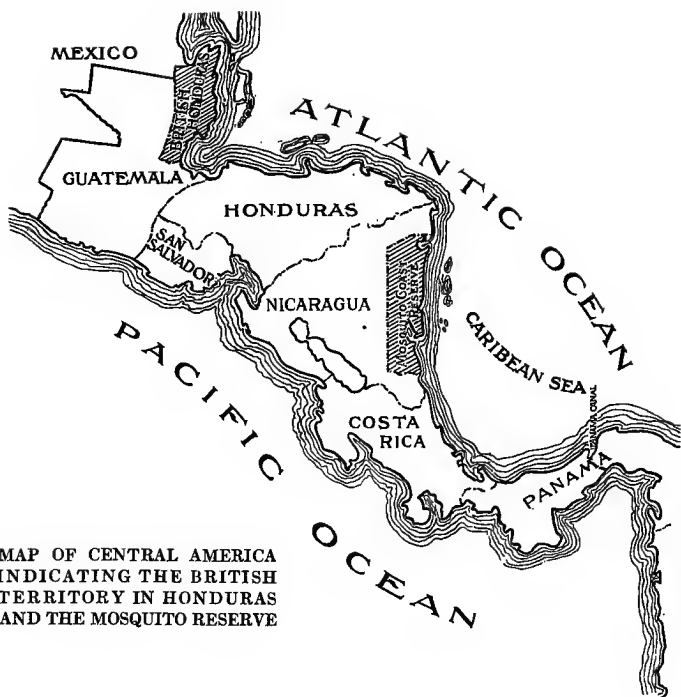 MEXICO
BRITISH
HONDURAS
ATLANTIC OCEAN
GUATEMALA
HONDURAS
SAN
SALVADOR
NICARAGUA
MOSQUITO COAST
RESERVE
CARIBEAN SEA
PACIFIC OCEAN
COSTA
RICA
PANAMA CANAL
PANAMA
MAP OF CENTRAL AMERICA
INDICATING THE BRITISH
TERRITORY IN HONDURAS
AND THE MOSQUITO RESERVE